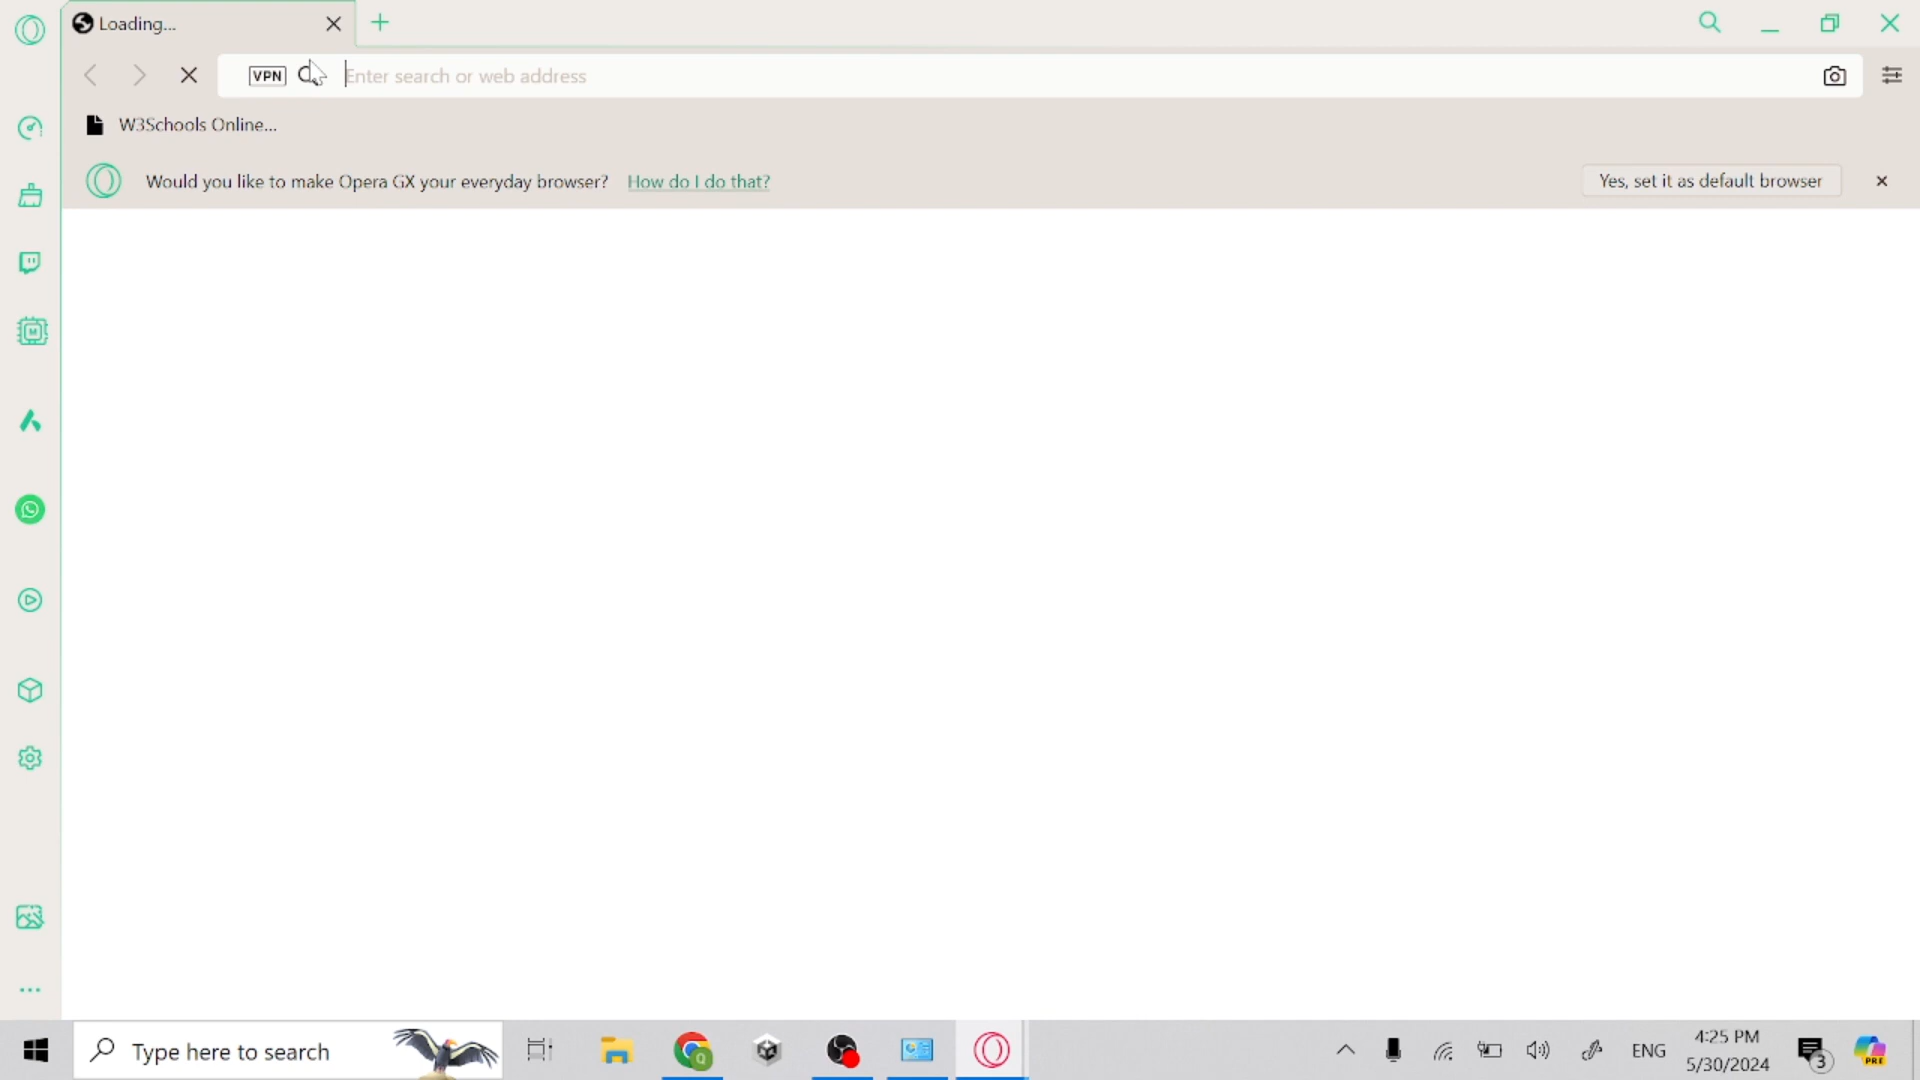 Loading...
VPN
Enter search or web address
W3Schools Online...
Would you like to make Opera GX your everyday browser? How do I do that? Yes, set it as default browser
M
Type here to search
Q
ENG
4:25 PM
5/30/2024
3
PRE